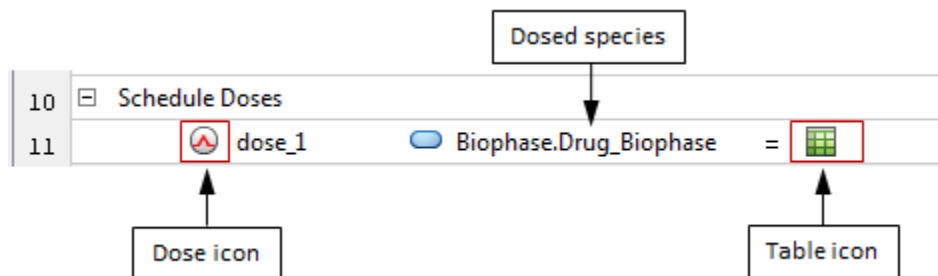 Dosed species
10 Schedule Doses
11 dose_1 Biophase.Drug_Biophase =
Dose icon
Table icon